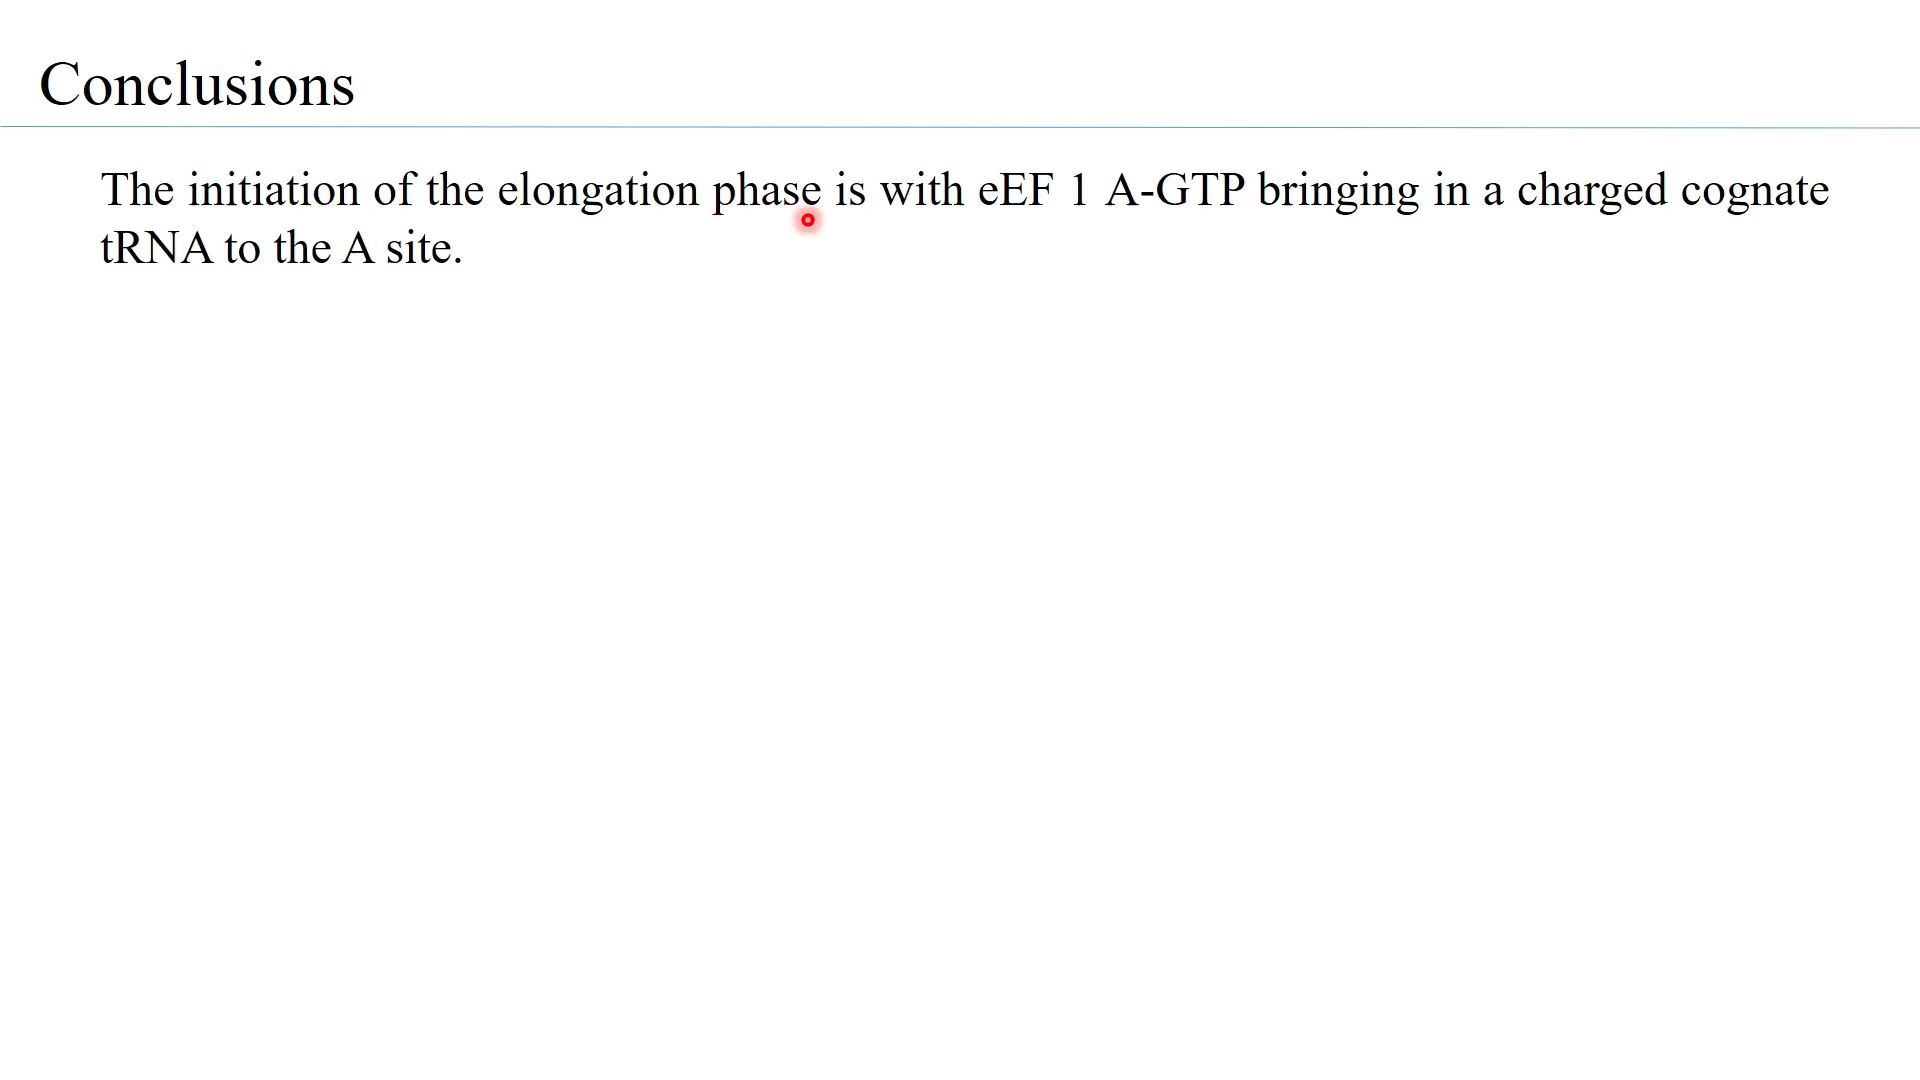 Conclusions
The initiation of the elongation phase is with eEF 1 A-GTP bringing in a charged cognate
tRNA to the A site.